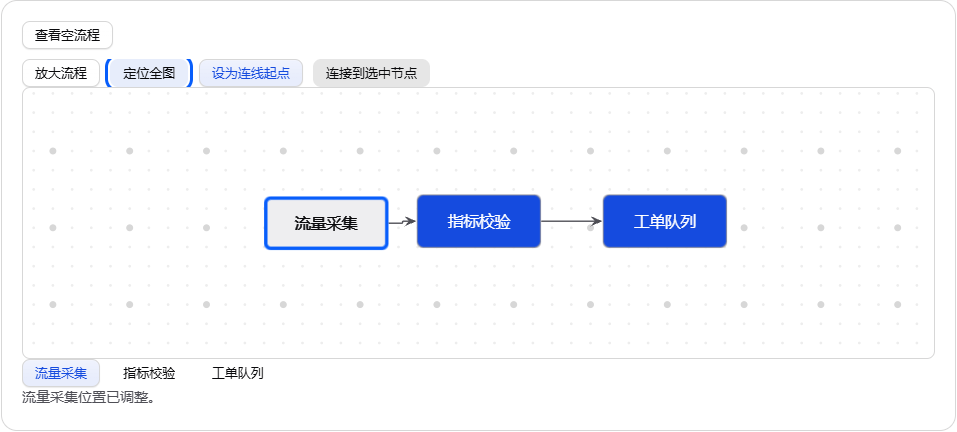 查看空流程
放大流程 定位全图 设为连线起点 连接到选中节点
流量采集 指标校验 工单队列
流量采集 指标校验 工单队列
流量采集位置已调整。